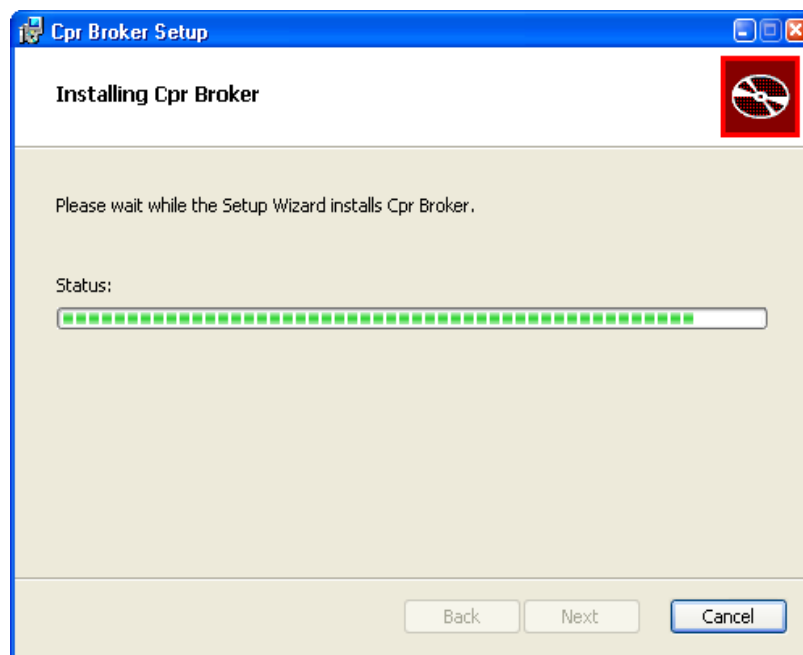 Cpr Broker Setup
Installing Cpr Broker
Please wait while the Setup Wizard installs Cpr Broker.
Status:
Back Next Cancel